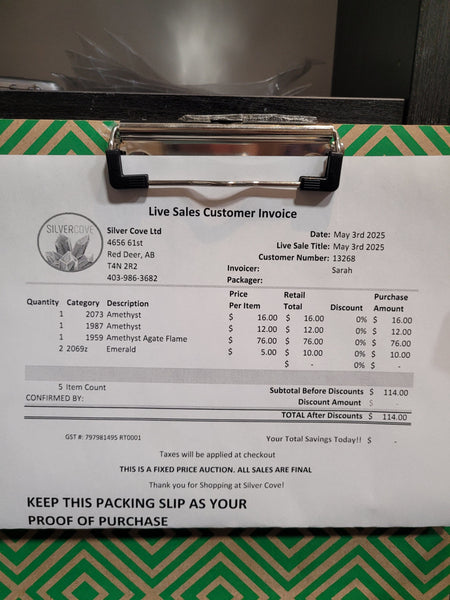 Live Sales Customer Invoice
SILVERCOVE
Silver Cove Ltd
4656 61st
Red Deer, AB
T4N 2R2
403-986-3682
Date: May 3rd 2025
Live Sale Title: May 3rd 2025
Customer Number: 13268
Invoicer: Sarah
Packager:
Quantity Category Description Price Per Item Retail Total Discount Purchase Amount
1 2073 Amethyst $ 16.00 $ 16.00 0% $ 16.00
1 1987 Amethyst $ 12.00 $ 12.00 0% $ 12.00
1 1959 Amethyst Agate Flame $ 76.00 $ 76.00 0% $ 76.00
2 2069z Emerald $ 5.00 $ 10.00 0% $ 10.00
$ - 0% $ -
5 Item Count Subtotal Before Discounts $ 114.00
CONFIRMED BY: Discount Amount $ -
TOTAL After Discounts $ 114.00
GST #: 797981495 RT0001 Your Total Savings Today!! $ -
Taxes will be applied at checkout
THIS IS A FIXED PRICE AUCTION. ALL SALES ARE FINAL
Thank you for Shopping at Silver Cove!
KEEP THIS PACKING SLIP AS YOUR
PROOF OF PURCHASE